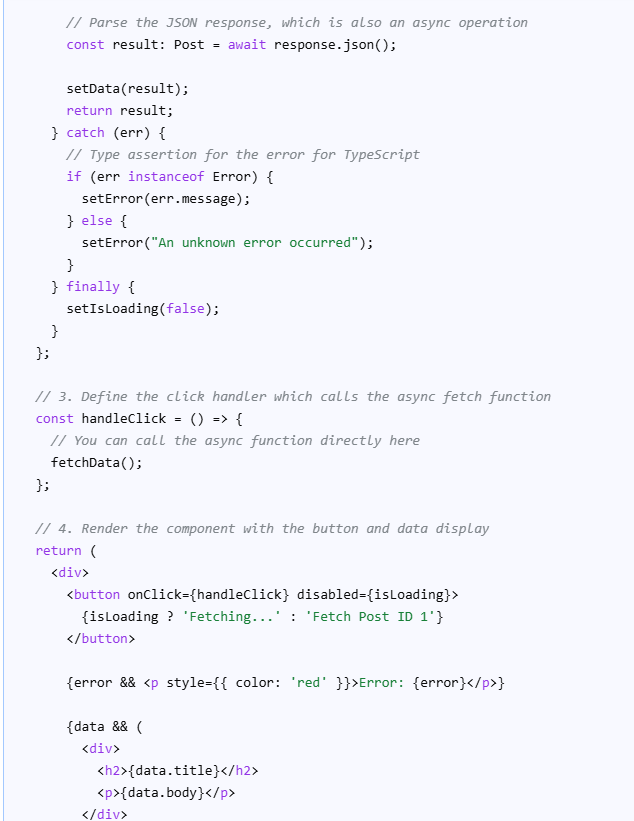 // Parse the JSON response, which is also an async operation
const result: Post = await response.json();
setData(result);
return result;
} catch (err) {
// Type assertion for the error for TypeScript
if (err instanceof Error) {
setError(err.message);
} else {
setError("An unknown error occurred");
}
} finally {
setIsLoading(false);
}
};
// 3. Define the click handler which calls the async fetch function
const handleClick = () => {
// You can call the async function directly here
fetchData();
};
// 4. Render the component with the button and data display
return (
<div>
<button onClick={handleClick} disabled={isLoading}>
{isLoading ? 'Fetching...' : 'Fetch Post ID 1'}
</button>
{error && <p style={{ color: 'red' }}>Error: {error}</p>}
{data && (
<div>
<h2>{data.title}</h2>
<p>{data.body}</p>
</div>